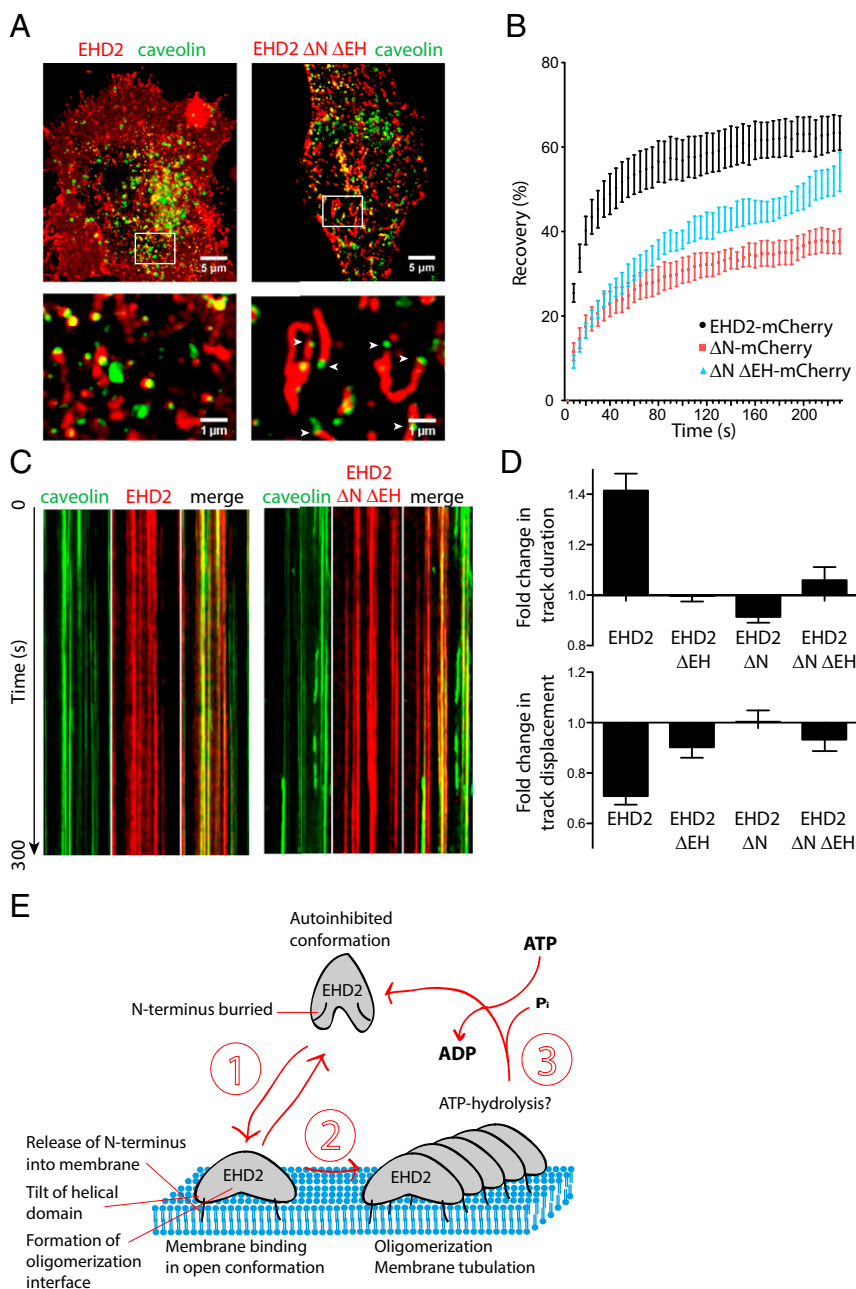 A
EHD2 caveolin
EHD2 ΔN ΔEH caveolin
5 µm
5 µm
1 µm
1 µm
B
Recovery (%)
80
60
40
20
0
0
40
80
120
160
200
Time (s)
EHD2-mCherry
ΔN-mCherry
ΔN ΔEH-mCherry
C
caveolin
EHD2
merge
caveolin
EHD2
ΔN ΔEH
merge
0
Time (s)
300
D
Fold change in
track duration
1.4
1.2
1.0
0.8
EHD2
EHD2
ΔEH
EHD2
ΔN
EHD2
ΔN ΔEH
Fold change in
track displacement
1.0
0.8
0.6
EHD2
EHD2
ΔEH
EHD2
ΔN
EHD2
ΔN ΔEH
E
Autoinhibited
conformation
EHD2
N-terminus burried
ATP
Pi
ADP
1
2
3
ATP-hydrolysis?
Release of N-terminus
into membrane
Tilt of helical
domain
Formation of
oligomerization
interface
EHD2
EHD2
Membrane binding
in open conformation
Oligomerization
Membrane tubulation